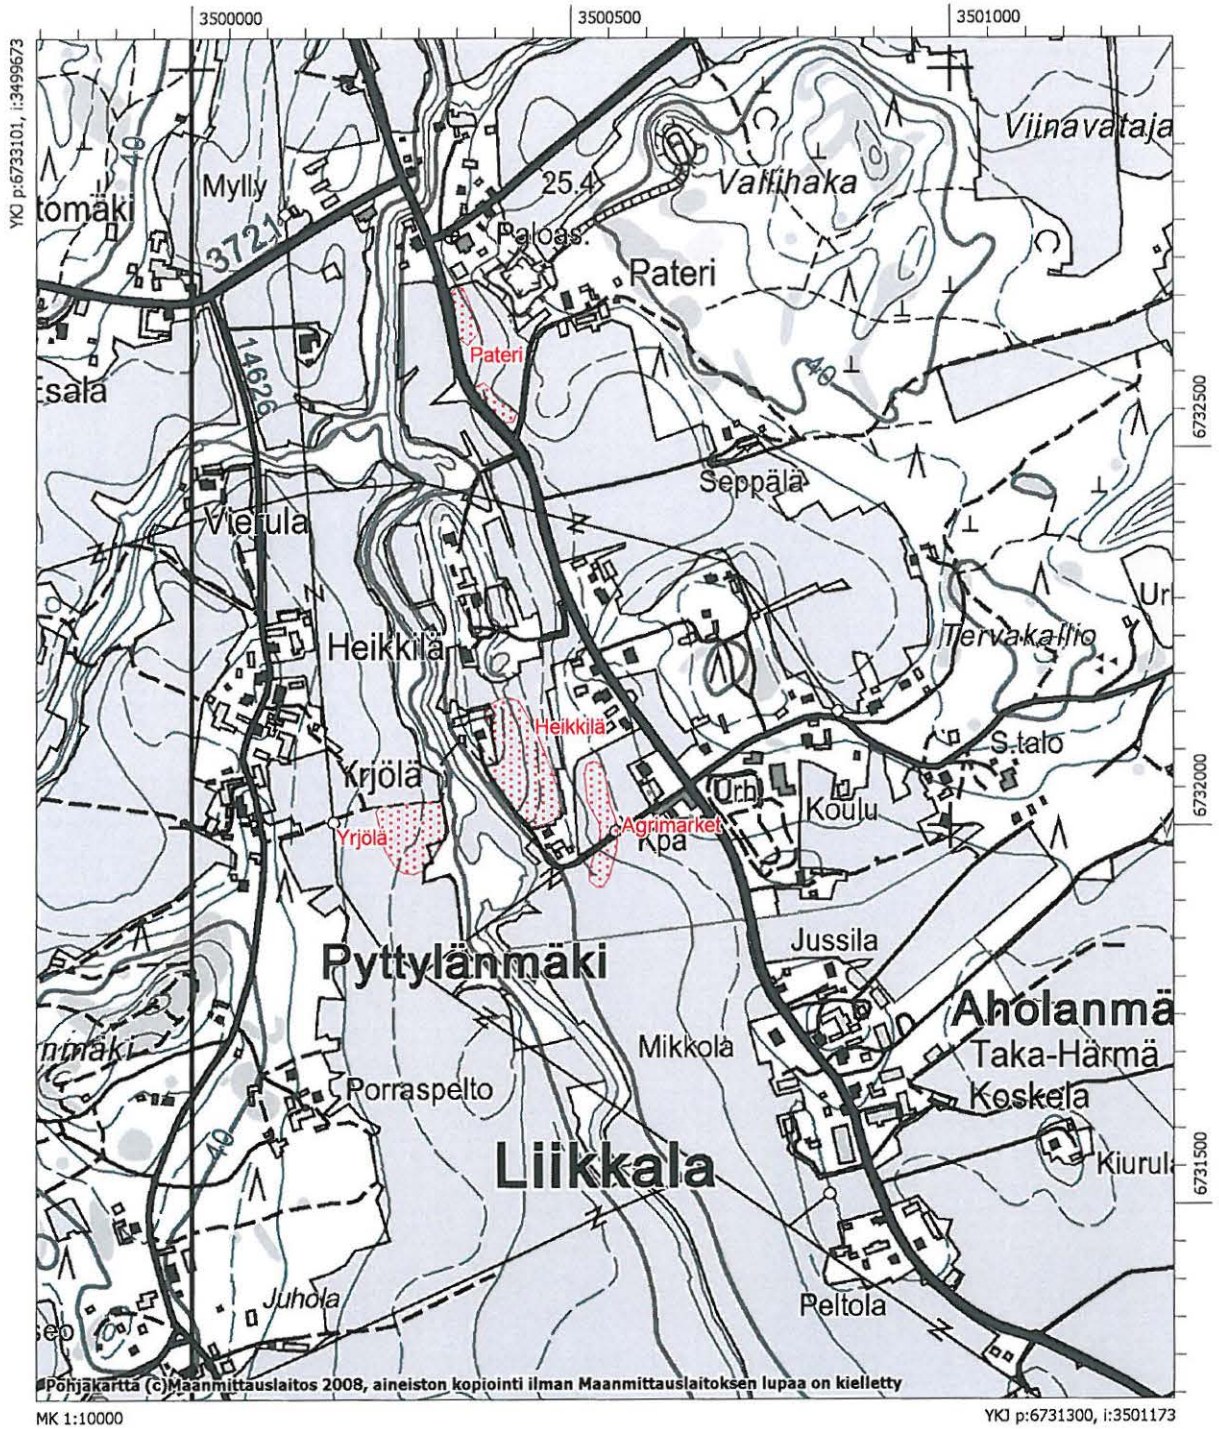 3500000
3500500
3501000
YKJ p:6733101, i:3499673
Viinavataja
40
Mylly
25.4
Vallihaka
tomäki
3721
Paloas.
Pateri
Pateri
14626
Esala
40
6732500
Seppälä
Vierula
Url
Heikkilä
Tervakallio
Heikkilä
S.talo
Yrjölä
Urh.
Koulu
6732000
Yrjölä
Agrimarket
Kpa
Jussila
Pyttylänmäki
Aholanmä
nmäki
Mikkola
Taka-Härmä
Porraspelto
Koskela
40
Liikkala
Kiurula
6731500
Juhola
Peltola
seo
Pohjakartta (c)Maanmittauslaitos 2008, aineiston kopiointi ilman Maanmittauslaitoksen lupaa on kielletty
MK 1:10000
YKJ p:6731300, i:3501173